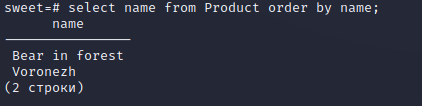 sweet=# select name from Product order by name;
name
Bear in forest
Voronezh
(2 строки)